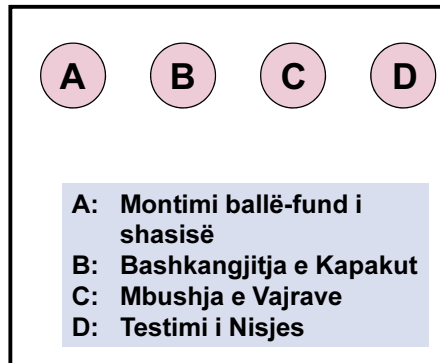 A B C D
A: Montimi ballë-fund i
shasisë
B: Bashkangjitja e Kapakut
C: Mbushja e Vajrave
D: Testimi i Nisjes